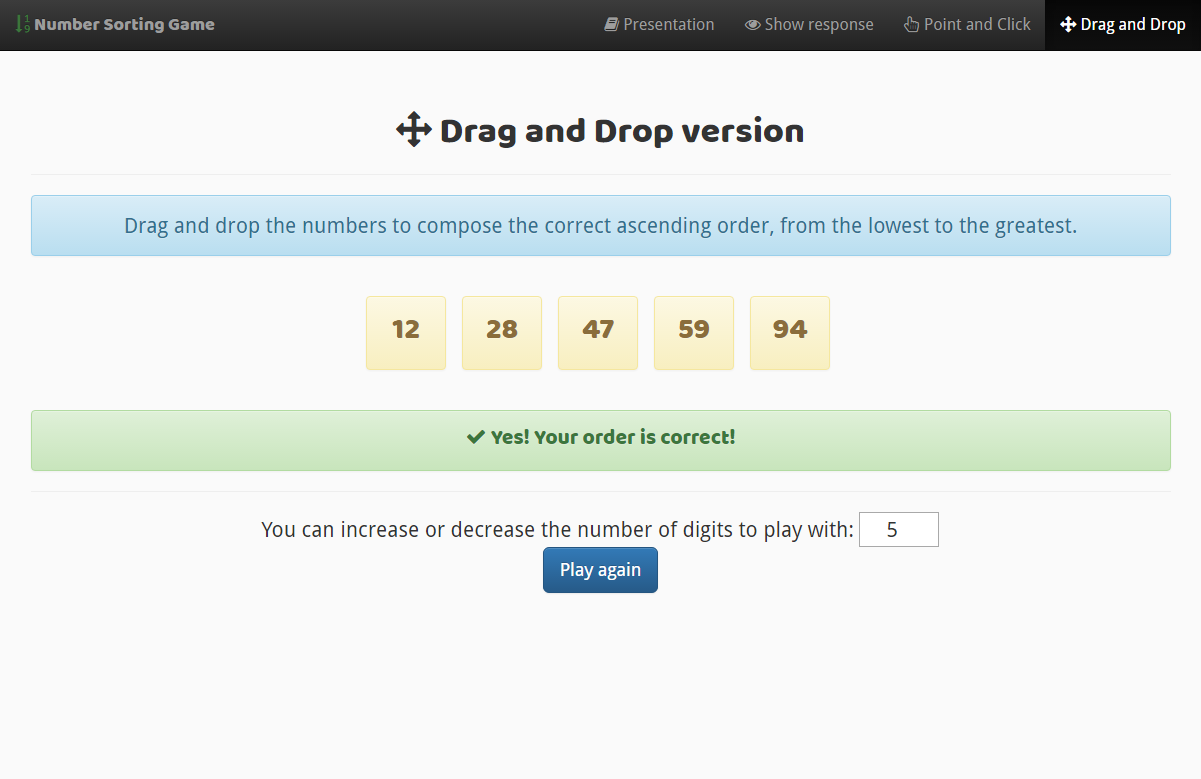 Number Sorting Game Presentation Show response Point and Click Drag and Drop
Drag and Drop version
Drag and drop the numbers to compose the correct ascending order, from the lowest to the greatest.
12 28 47 59 94
Yes! Your order is correct!
You can increase or decrease the number of digits to play with: 5
Play again